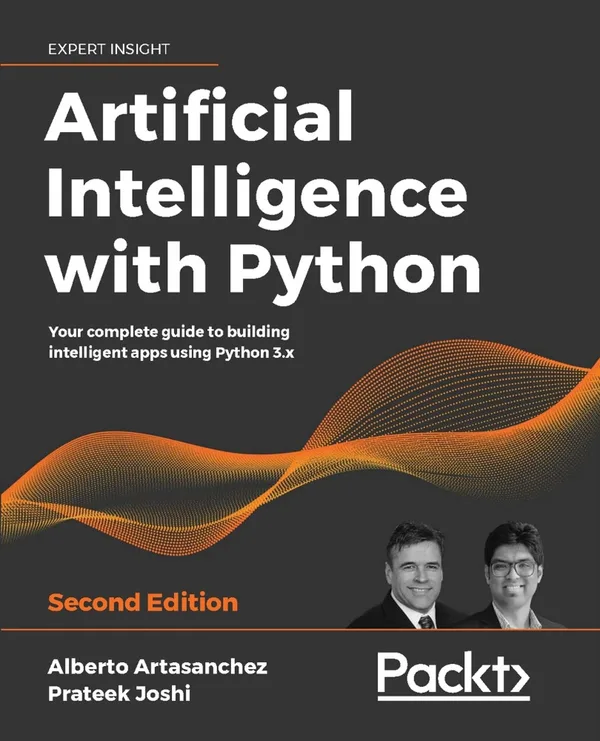 EXPERT INSIGHT
Artificial
Intelligence
with Python
Your complete guide to building
intelligent apps using Python 3.x
Second Edition
Alberto Artasanchez
Prateek Joshi
Packt>